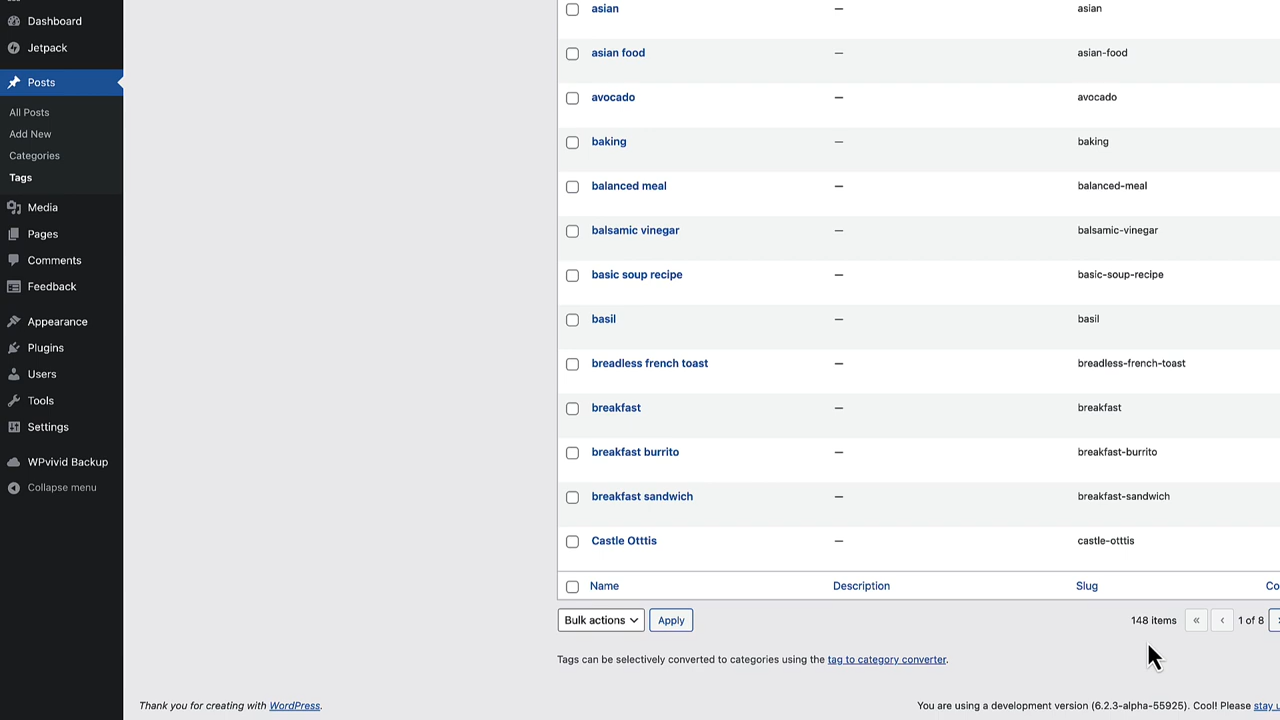 Dashboard
Jetpack
Posts
All Posts
Add New
Categories
Tags
Media
Pages
Comments
Feedback
Appearance
Plugins
Users
Tools
Settings
WPvivid Backup
Collapse menu
asian — asian
asian food — asian-food
avocado — avocado
baking — baking
balanced meal — balanced-meal
balsamic vinegar — balsamic-vinegar
basic soup recipe — basic-soup-recipe
basil — basil
breadless french toast — breadless-french-toast
breakfast — breakfast
breakfast burrito — breakfast-burrito
breakfast sandwich — breakfast-sandwich
Castle Otttis — castle-otttis
Name Description Slug Co
Bulk actions Apply 148 items « ‹ 1 of 8
Tags can be selectively converted to categories using the tag to category converter.
Thank you for creating with WordPress. You are using a development version (6.2.3-alpha-55925). Cool! Please stay u